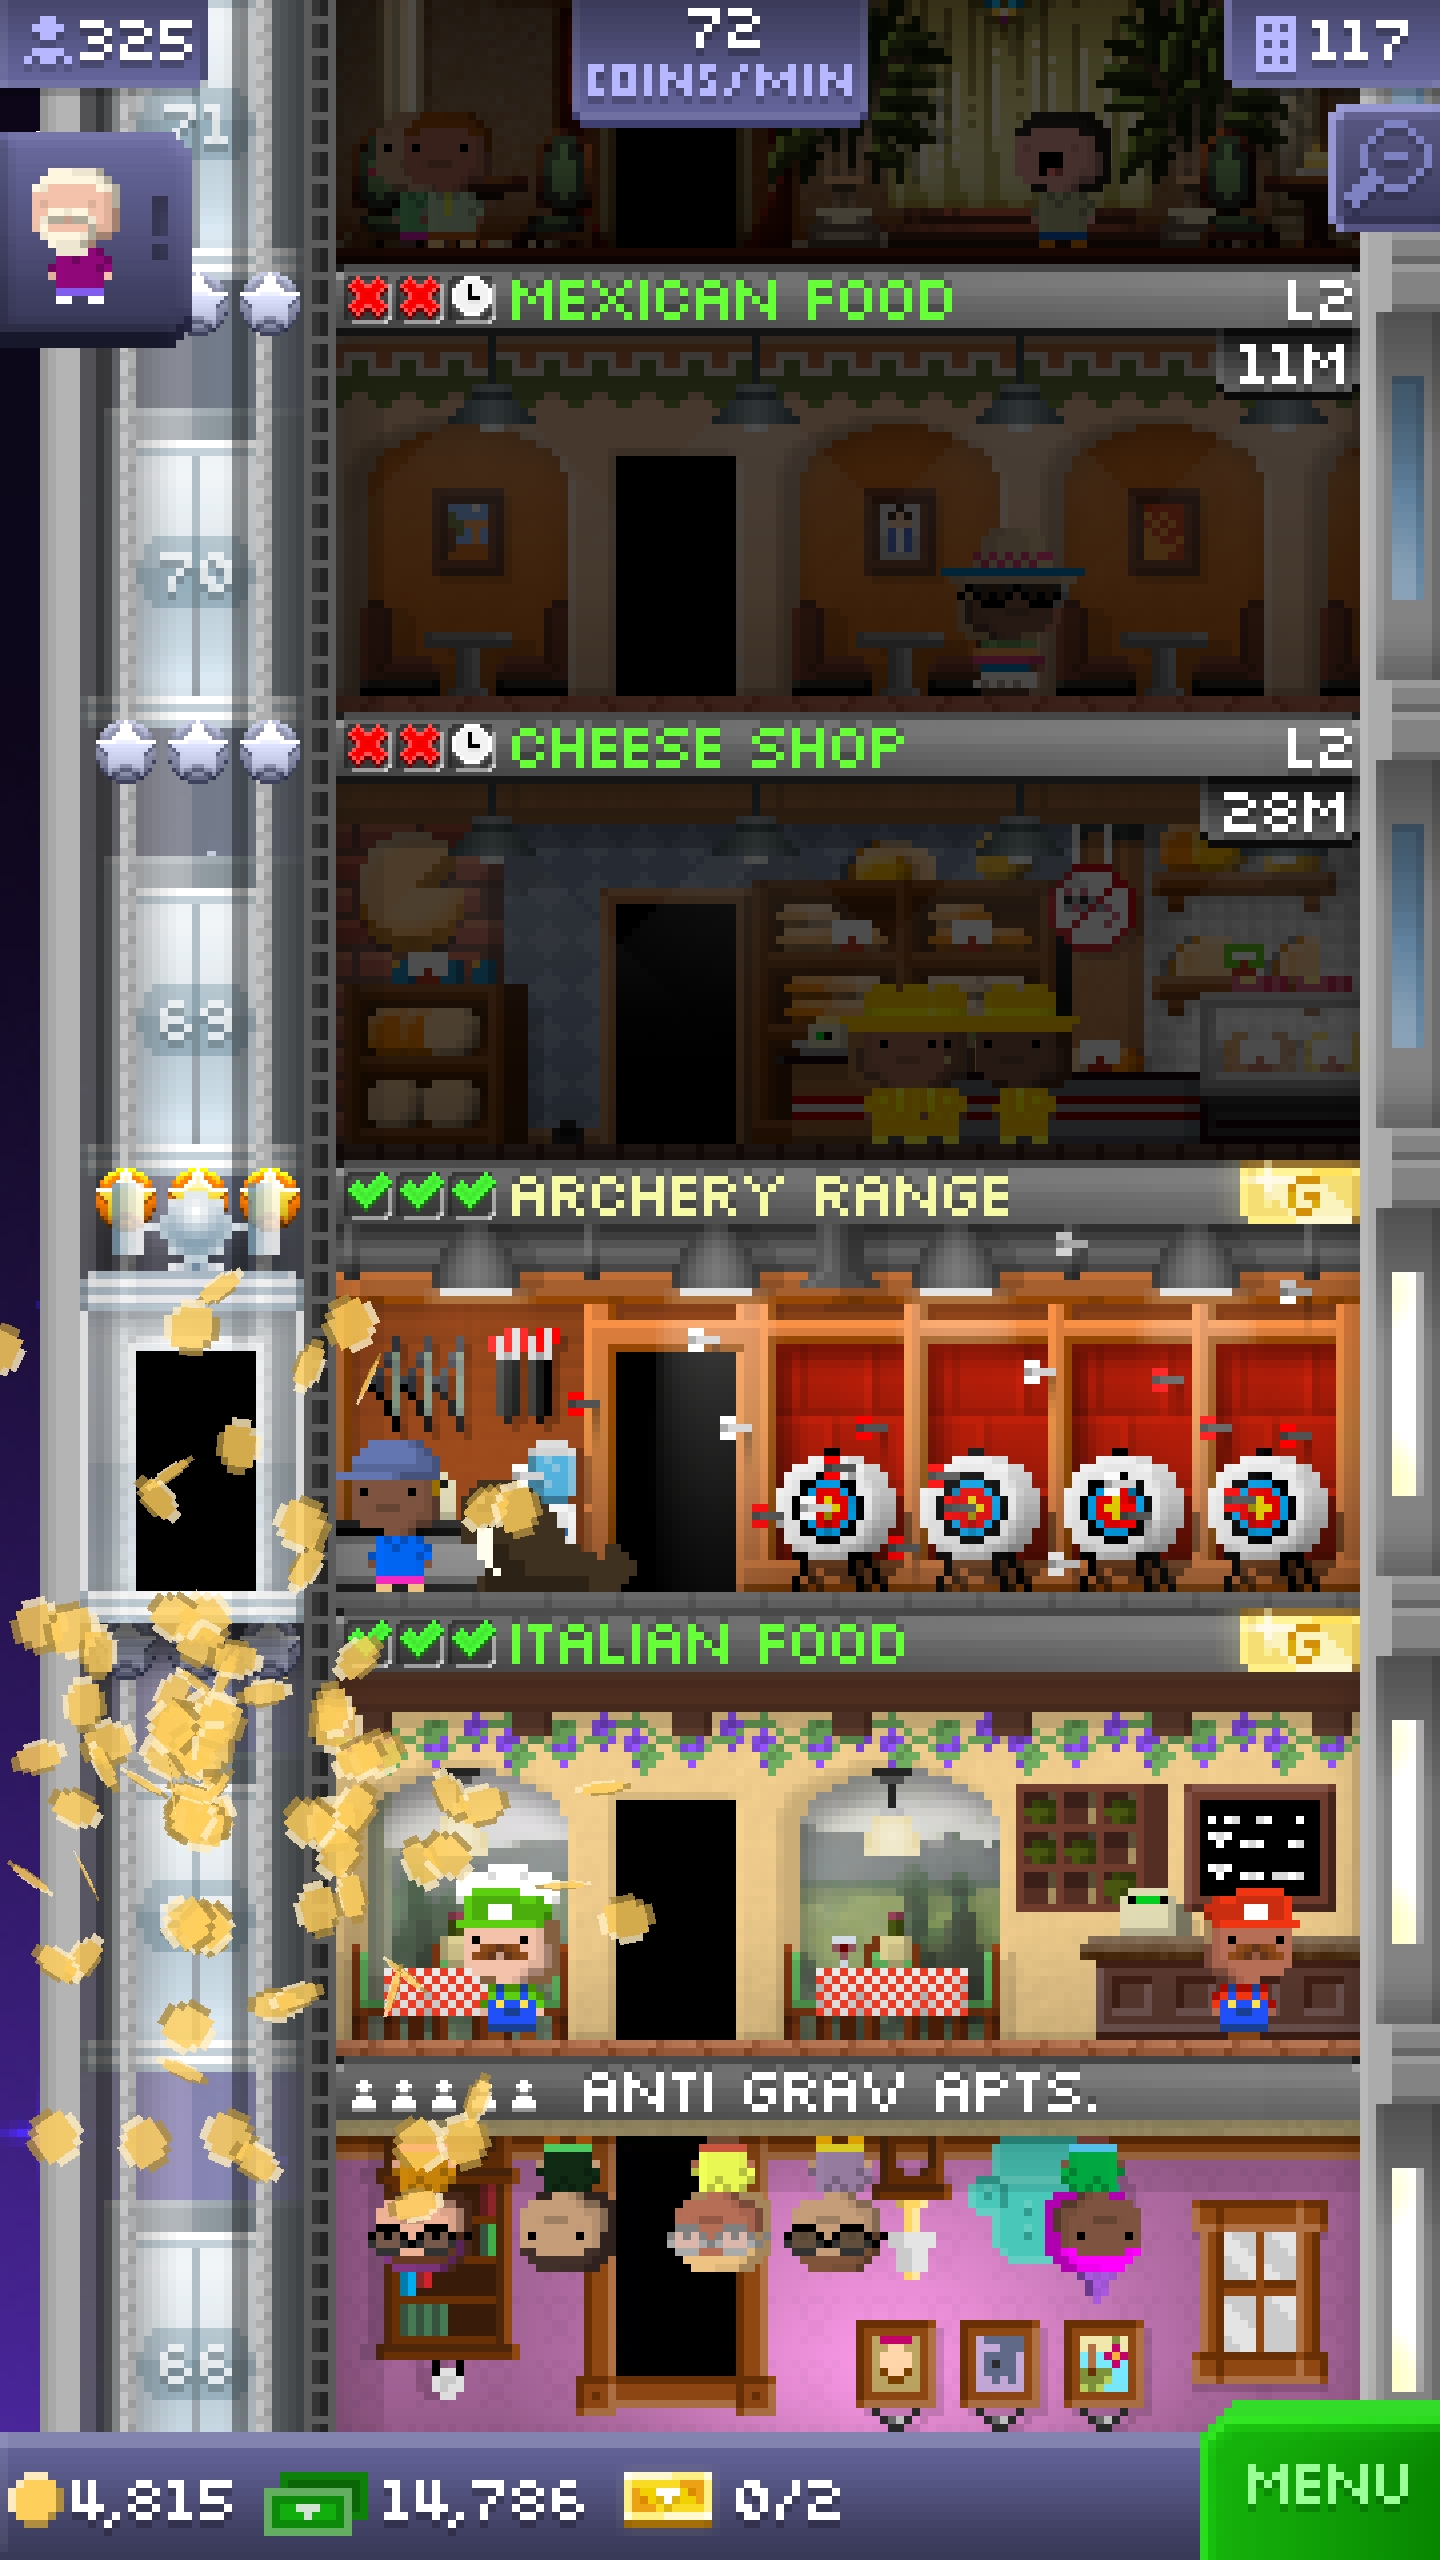 325
72
COINS/MIN
117
71
MEXICAN FOOD L2
11M
70
CHEESE SHOP L2
28M
69
ARCHERY RANGE G
ITALIAN FOOD G
ANTI GRAV APTS.
66
4,815 14,786 0/2 MENU